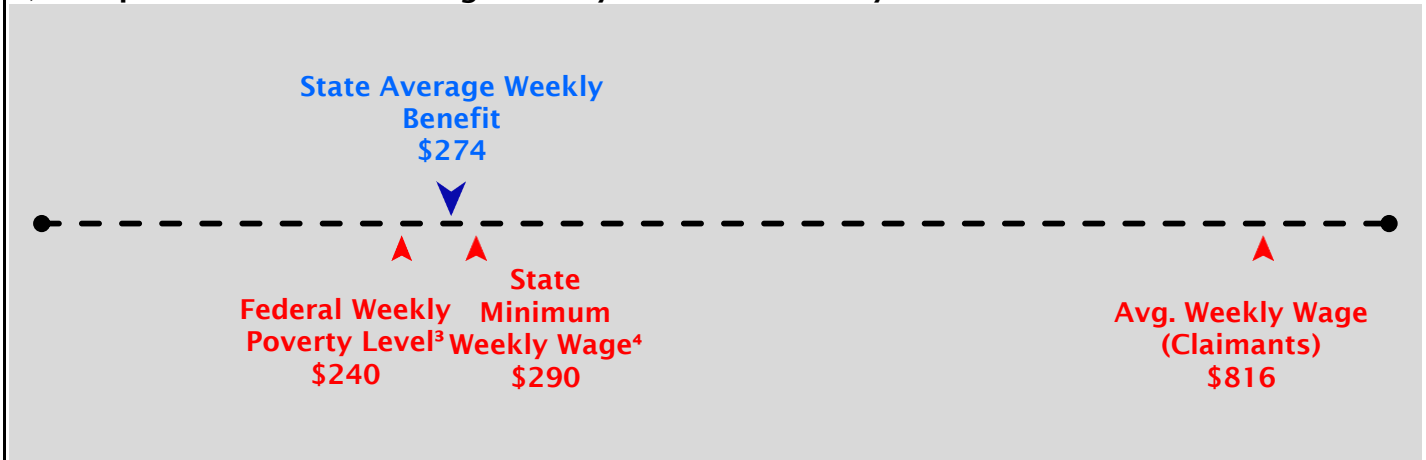 State Average Weekly
Benefit
$274
Federal Weekly
Poverty Level³
$240
State
Minimum
Weekly Wage⁴
$290
Avg. Weekly Wage
(Claimants)
$816